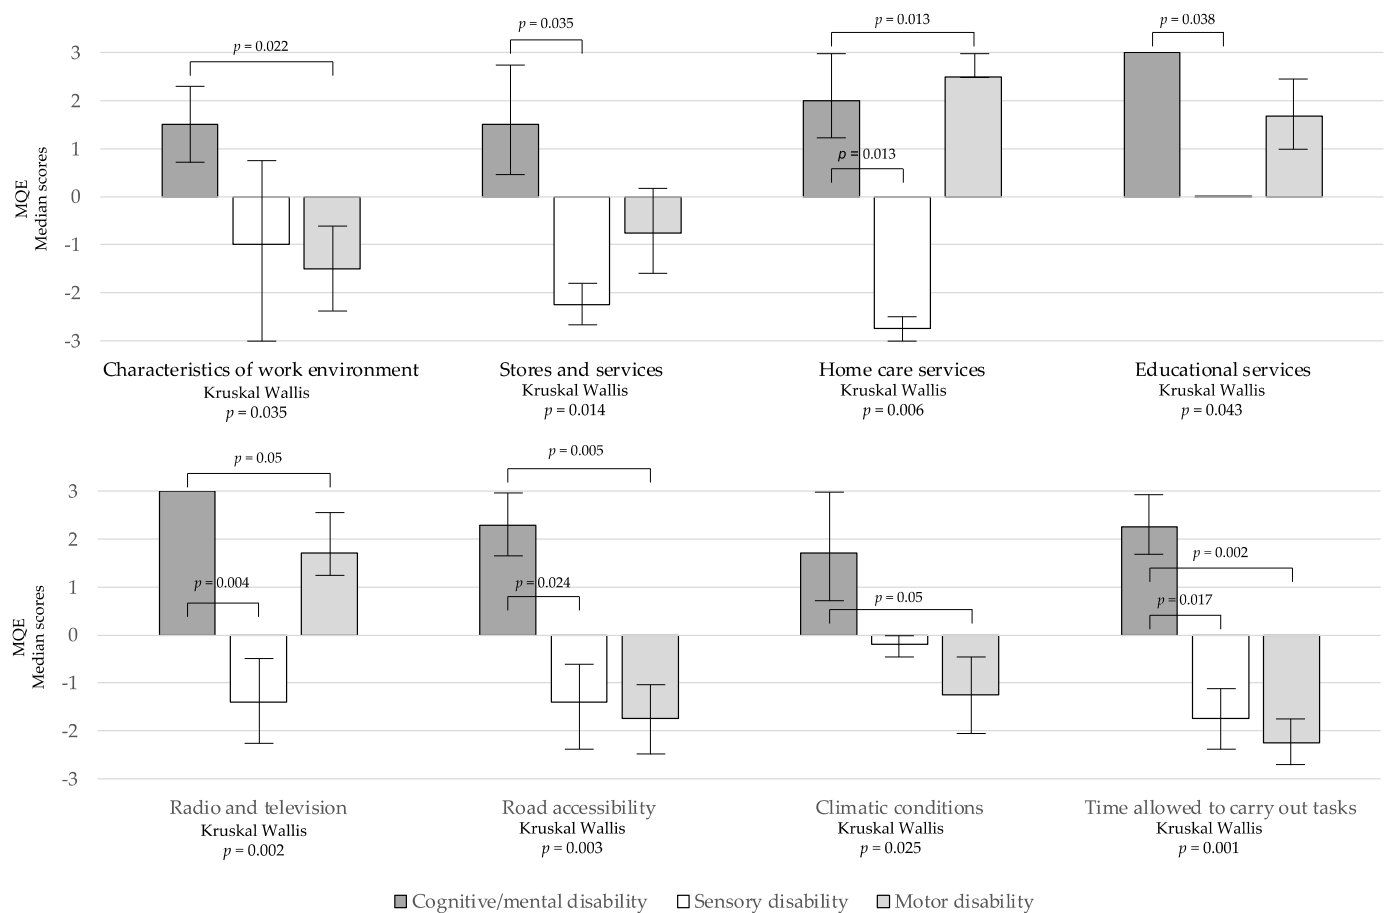 p = 0.022
p = 0.035
p = 0.013
p = 0.038
p = 0.013
MQE
Median scores
3
2
1
0
-1
-2
-3
Characteristics of work environment
Kruskal Wallis
p = 0.035
Stores and services
Kruskal Wallis
p = 0.014
Home care services
Kruskal Wallis
p = 0.006
Educational services
Kruskal Wallis
p = 0.043
p = 0.05
p = 0.005
p = 0.004
p = 0.024
p = 0.05
p = 0.002
p = 0.017
MQE
Median scores
3
2
1
0
-1
-2
-3
Radio and television
Kruskal Wallis
p = 0.002
Road accessibility
Kruskal Wallis
p = 0.003
Climatic conditions
Kruskal Wallis
p = 0.025
Time allowed to carry out tasks
Kruskal Wallis
p = 0.001
Cognitive/mental disability
Sensory disability
Motor disability